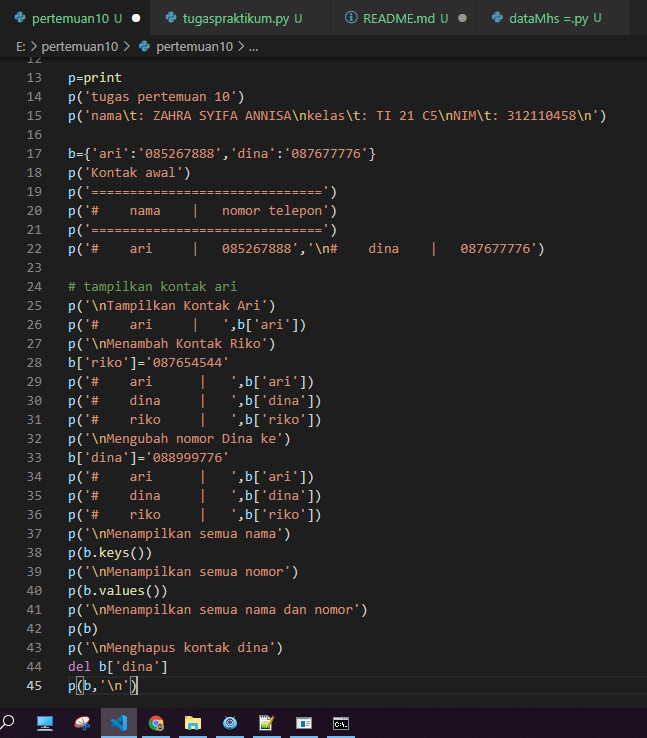 pertemuan10 U tugaspraktikum.py U README.md U dataMhs =.py U
E: > pertemuan10 > pertemuan10 > ...
12
13 p=print
14 p('tugas pertemuan 10')
15 p('nama\t: ZAHRA SYIFA ANNISA\nkelas\t: TI 21 C5\nNIM\t: 312110458\n')
16
17 b={'ari':'085267888','dina':'087677776'}
18 p('Kontak awal')
19 p('==============================')
20 p('#    nama    |   nomor telepon')
21 p('==============================')
22 p('#    ari     |   085267888','\n#    dina    |   087677776')
23
24 # tampilkan kontak ari
25 p('\nTampilkan Kontak Ari')
26 p('#    ari     |   ',b['ari'])
27 p('\nMenambah Kontak Riko')
28 b['riko']='087654544'
29 p('#    ari      |   ',b['ari'])
30 p('#    dina     |   ',b['dina'])
31 p('#    riko     |   ',b['riko'])
32 p('\nMengubah nomor Dina ke')
33 b['dina']='088999776'
34 p('#    ari      |   ',b['ari'])
35 p('#    dina     |   ',b['dina'])
36 p('#    riko     |   ',b['riko'])
37 p('\nMenampilkan semua nama')
38 p(b.keys())
39 p('\nMenampilkan semua nomor')
40 p(b.values())
41 p('\nMenampilkan semua nama dan nomor')
42 p(b)
43 p('\nMenghapus kontak dina')
44 del b['dina']
45 p(b,'\n')